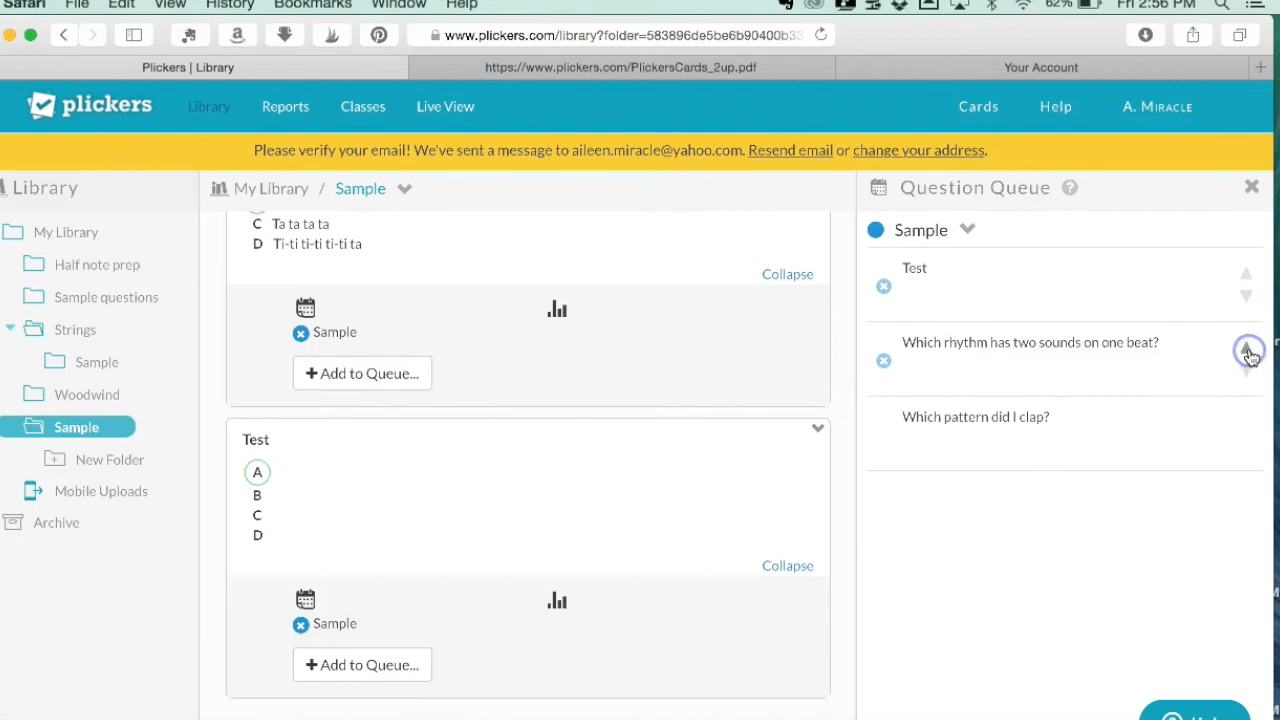 Safari File Edit View History Bookmarks Window Help 62% Fri 2:56 PM
www.plickers.com/library?folder=583896de5be6b90400b33
Plickers | Library https://www.plickers.com/PlickersCards_2up.pdf Your Account
plickers Library Reports Classes Live View Cards Help A. MIRACLE
Please verify your email! We've sent a message to aileen.miracle@yahoo.com. Resend email or change your address.
Library
My Library
Half note prep
Sample questions
Strings
Sample
Woodwind
Sample
New Folder
Mobile Uploads
Archive
My Library / Sample
C Ta ta ta ta
D Ti-ti ti-ti ti-ti ta
Collapse
Sample
+ Add to Queue...
Test
A
B
C
D
Collapse
Sample
+ Add to Queue...
Question Queue ?
Sample
Test
Which rhythm has two sounds on one beat?
Which pattern did I clap?